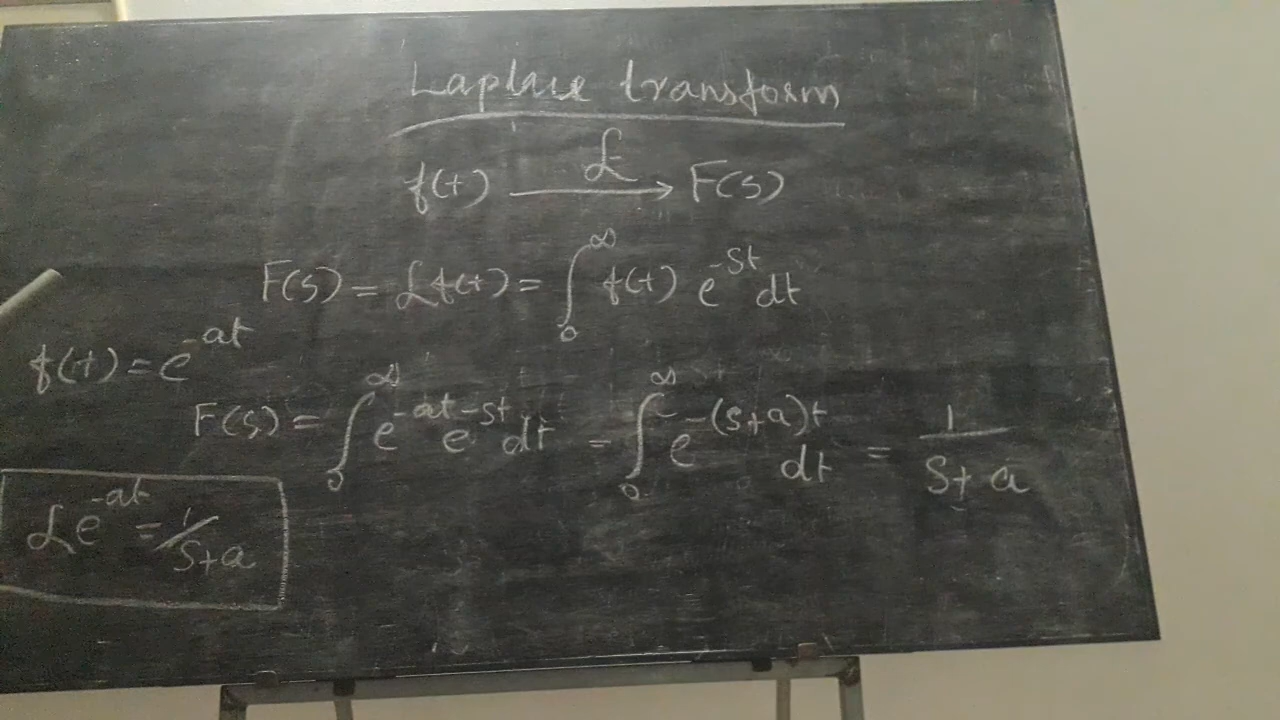 Laplace transform
f(t) —ℒ→ F(s)
F(s) = ℒf(t) = ∫₀^∞ f(t) e^-st dt
f(t) = e^-at
F(s) = ∫₀^∞ e^-at e^-st dt = ∫₀^∞ e^-(s+a)t dt = 1/(s+a)
ℒe^-at = 1/s+a